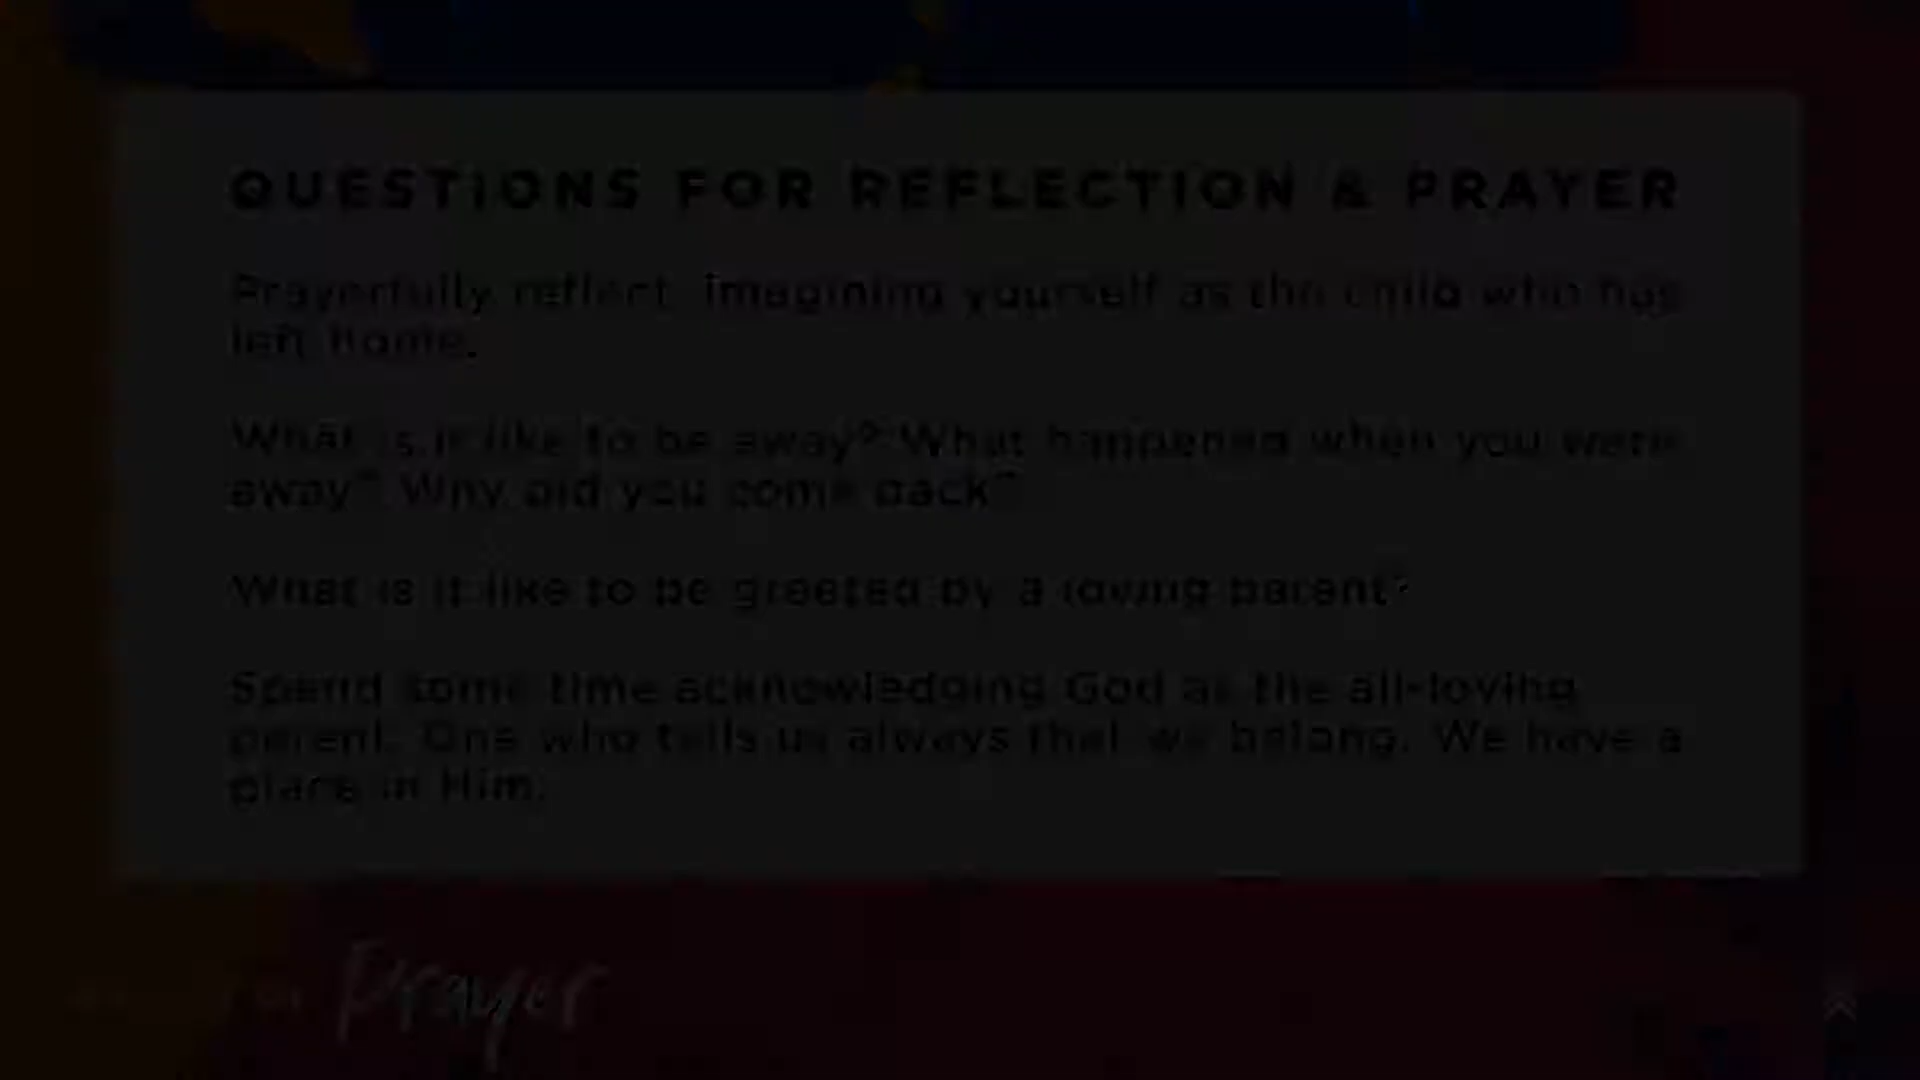 QUESTIONS FOR REFLECTION & PRAYER
Prayerfully reflect, imagining yourself as the child who has
left home.
What is it like to be away? What happened when you were
away? Why did you come back?
What is it like to be greeted by a loving parent?
Spend some time acknowledging God as the all-loving
parent. One who tells us always that we belong. We have a
place in Him.
Prayer